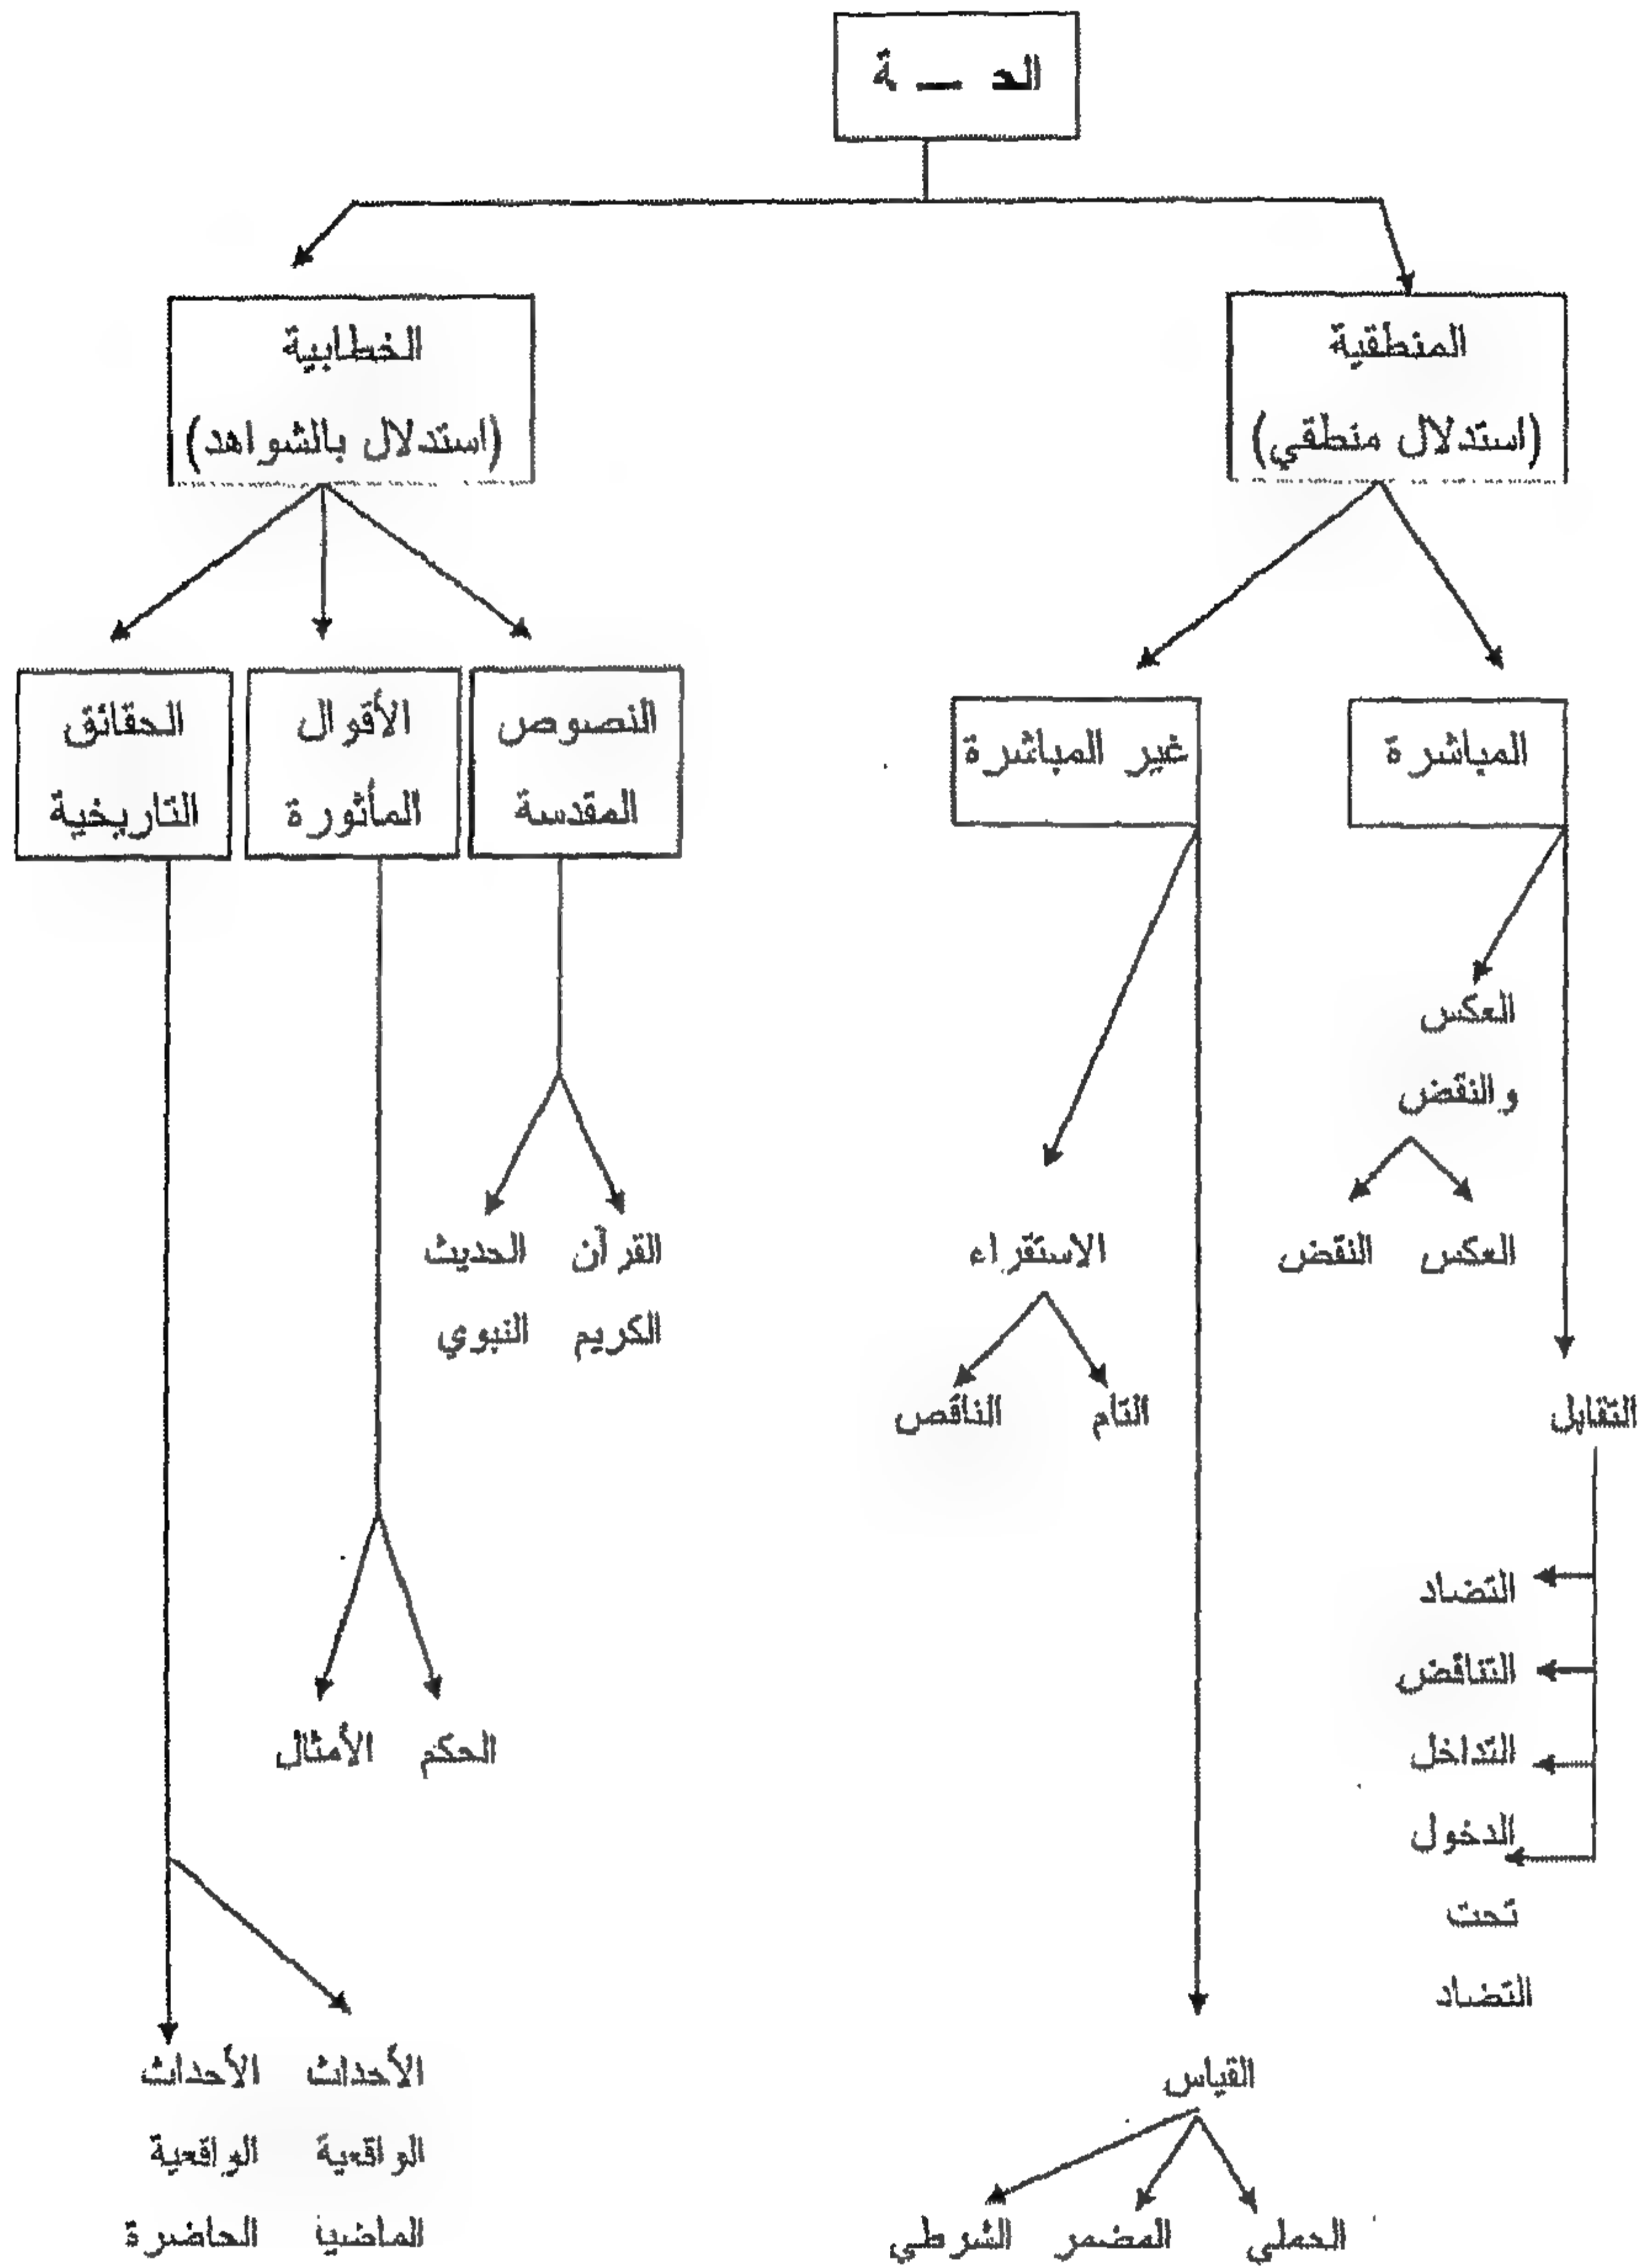 المنطقية
(استدلال منطقي)
الخطابية
(استدلال بالشواهد)
المباشرة
غير المباشرة
النصوص
المقدسة
الأقوال
المأثورة
الحقائق
التاريخية
العكس
والنقض
العكس
النقض
التقابل
التضاد
التناقض
التداخل
الدخول
تحت
التضاد
الاستقراء
التام
الناقص
القياس
الحملي
المضمر
الشرطي
القرآن
الكريم
الحديث
النبوي
الحكم
الأمثال
الأحداث
الواقعية
الماضيا
الأحداث
الواقعية
الحاضرة